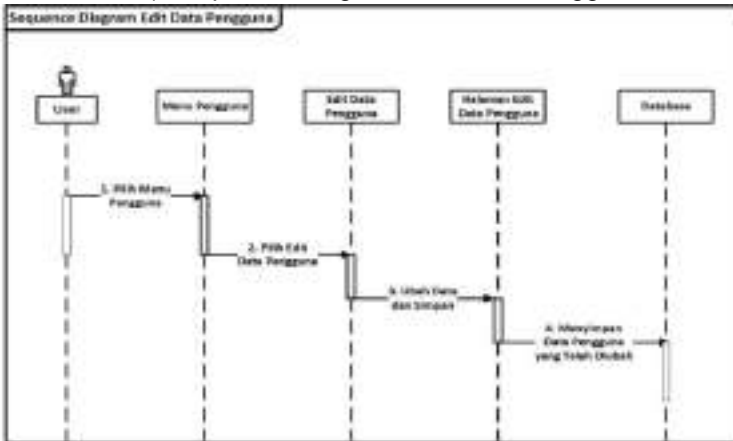 Sequence Diagram Edit Data Pengguna
User
Menu Pengguna
Edit Data
Pengguna
Halaman Edit
Data Pengguna
Database
1. Pilih Menu
Pengguna
2. Pilih Edit
Data Pengguna
3. Ubah Data
dan Simpan
4. Menyimpan
Data Pengguna
yang Telah Diubah